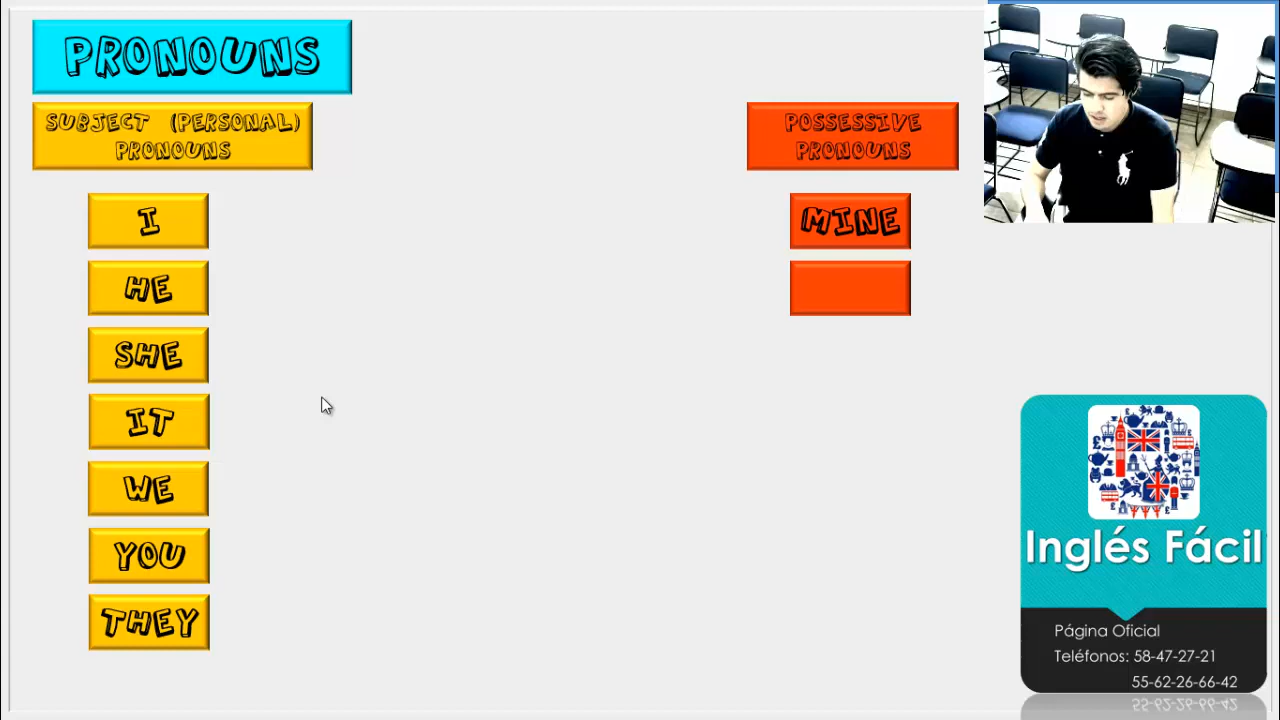 PRONOUNS
SUBJECT (PERSONAL)
PRONOUNS
POSSESSIVE
PRONOUNS
I
MINE
HE
SHE
IT
WE
YOU
THEY
Inglés Fácil
Página Oficial
Teléfonos: 58-47-27-21
55-62-26-66-42